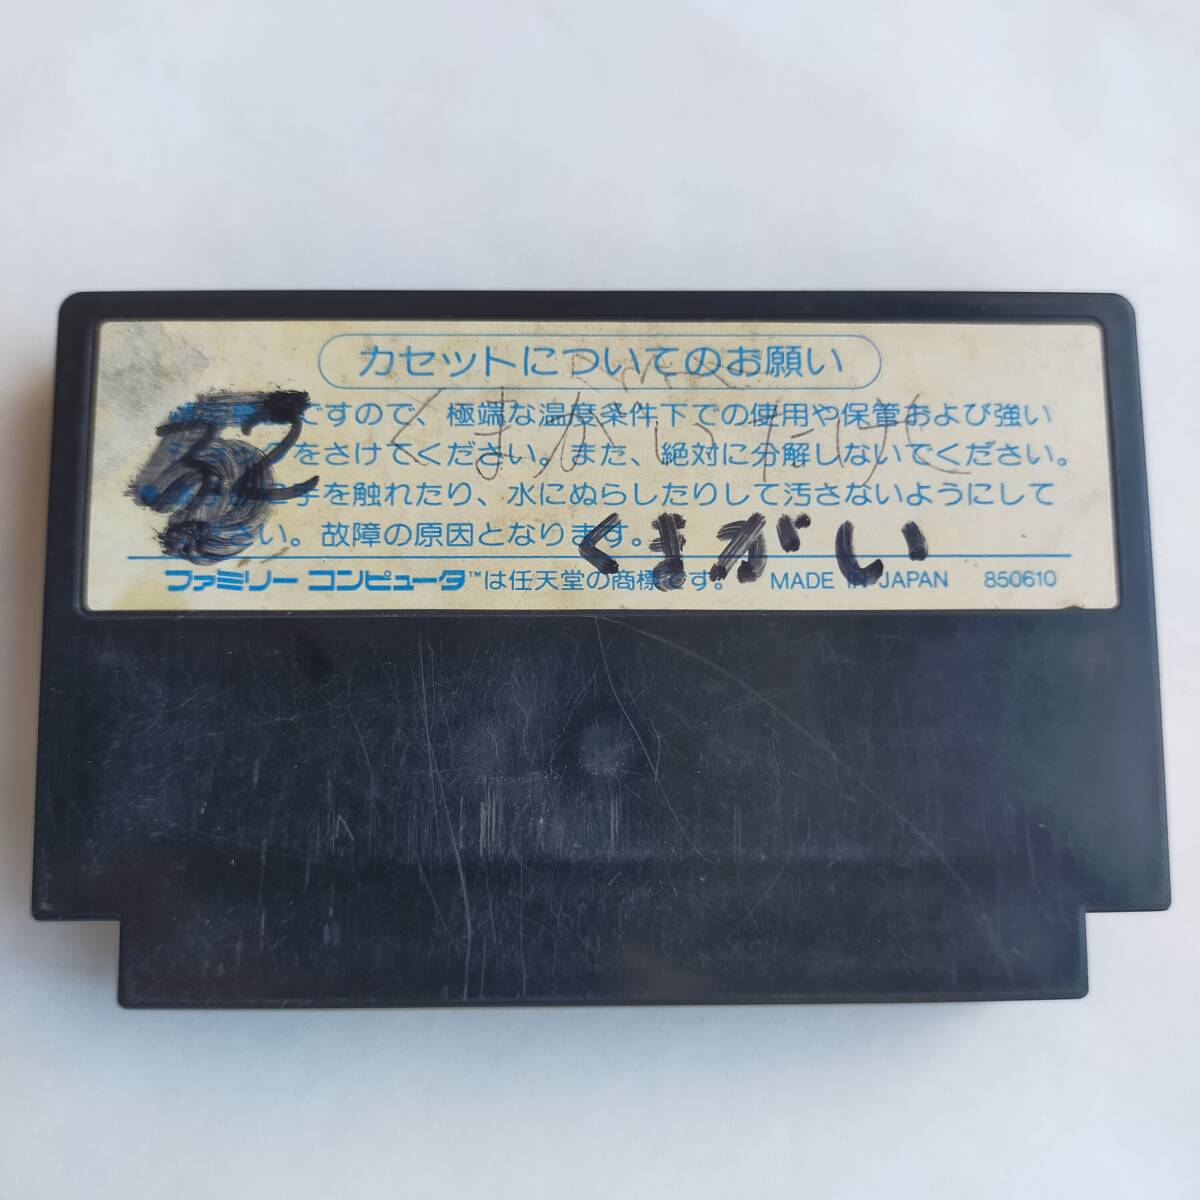 カセットについてのお願い
ですので、極端な温度条件下での使用や保管および強い
をさけてください。また、絶対に分解しないでください。
手を触れたり、水にぬらしたりして汚さないようにして
さい。故障の原因となります。
くまがい
ファミリー コンピュータ™は任天堂の商標です。 MADE IN JAPAN 850610